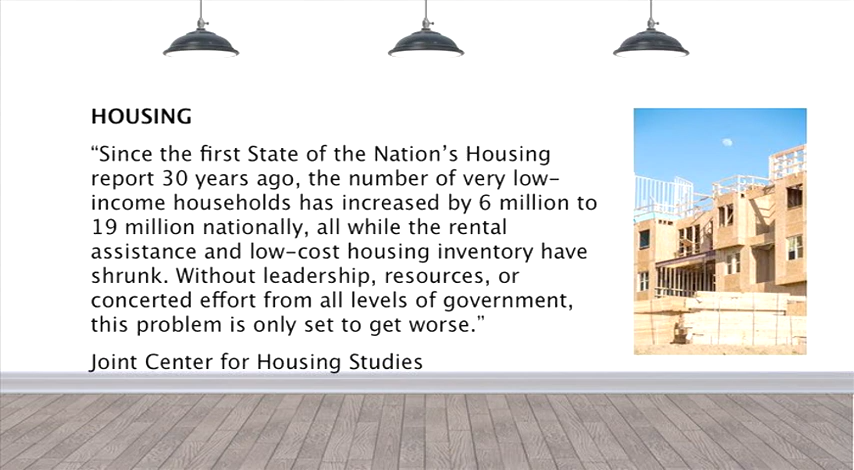 HOUSING
“Since the first State of the Nation’s Housing
report 30 years ago, the number of very low-
income households has increased by 6 million to
19 million nationally, all while the rental
assistance and low-cost housing inventory have
shrunk. Without leadership, resources, or
concerted effort from all levels of government,
this problem is only set to get worse.”
Joint Center for Housing Studies